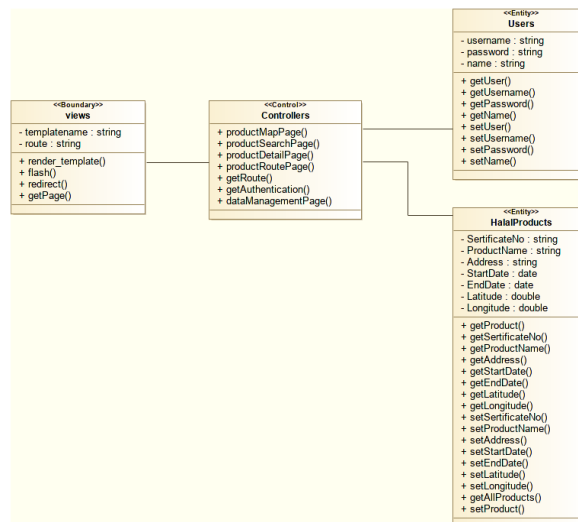 <<Boundary>>
views
- templatename : string
- route : string
+ render_template()
+ flash()
+ redirect()
+ getPage()
<<Control>>
Controllers
+ productMapPage()
+ productSearchPage()
+ productDetailPage()
+ productRoutePage()
+ getRoute()
+ getAuthentication()
+ dataManagementPage()
<<Entity>>
Users
- username : string
- password : string
- name : string
+ getUser()
+ getUsername()
+ getPassword()
+ getName()
+ setUser()
+ setUsername()
+ setPassword()
+ setName()
<<Entity>>
HalalProducts
- SertificateNo : string
- ProductName : string
- Address : string
- StartDate : date
- EndDate : date
- Latitude : double
- Longitude : double
+ getProduct()
+ getSertificateNo()
+ getProductName()
+ getAddress()
+ getStartDate()
+ getEndDate()
+ getLatitude()
+ getLongitude()
+ setSertificateNo()
+ setProductName()
+ setAddress()
+ setStartDate()
+ setEndDate()
+ setLatitude()
+ setLongitude()
+ getAllProducts()
+ setProduct()